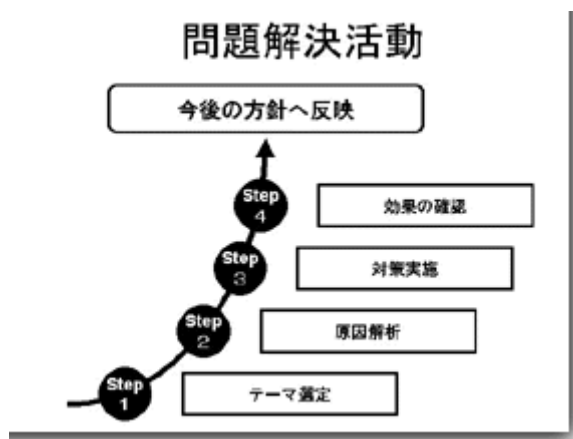 問題解決活動
今後の方針へ反映
Step 4
効果の確認
Step 3
対策実施
Step 2
原因解析
Step 1
テーマ選定